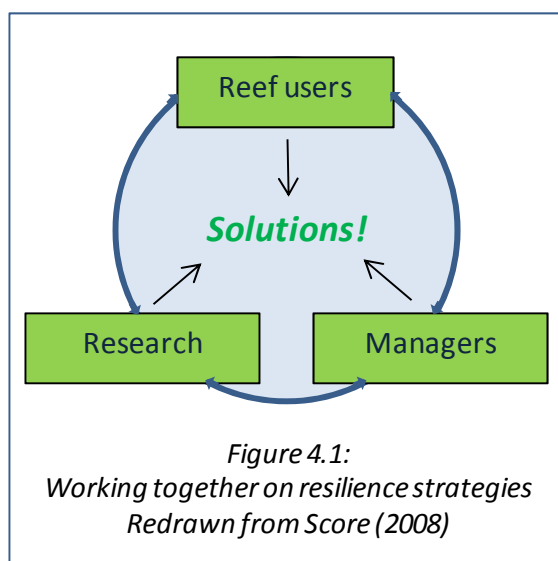 Reef users
Solutions!
Research
Managers
Figure 4.1:
Working together on resilience strategies
Redrawn from Score (2008)